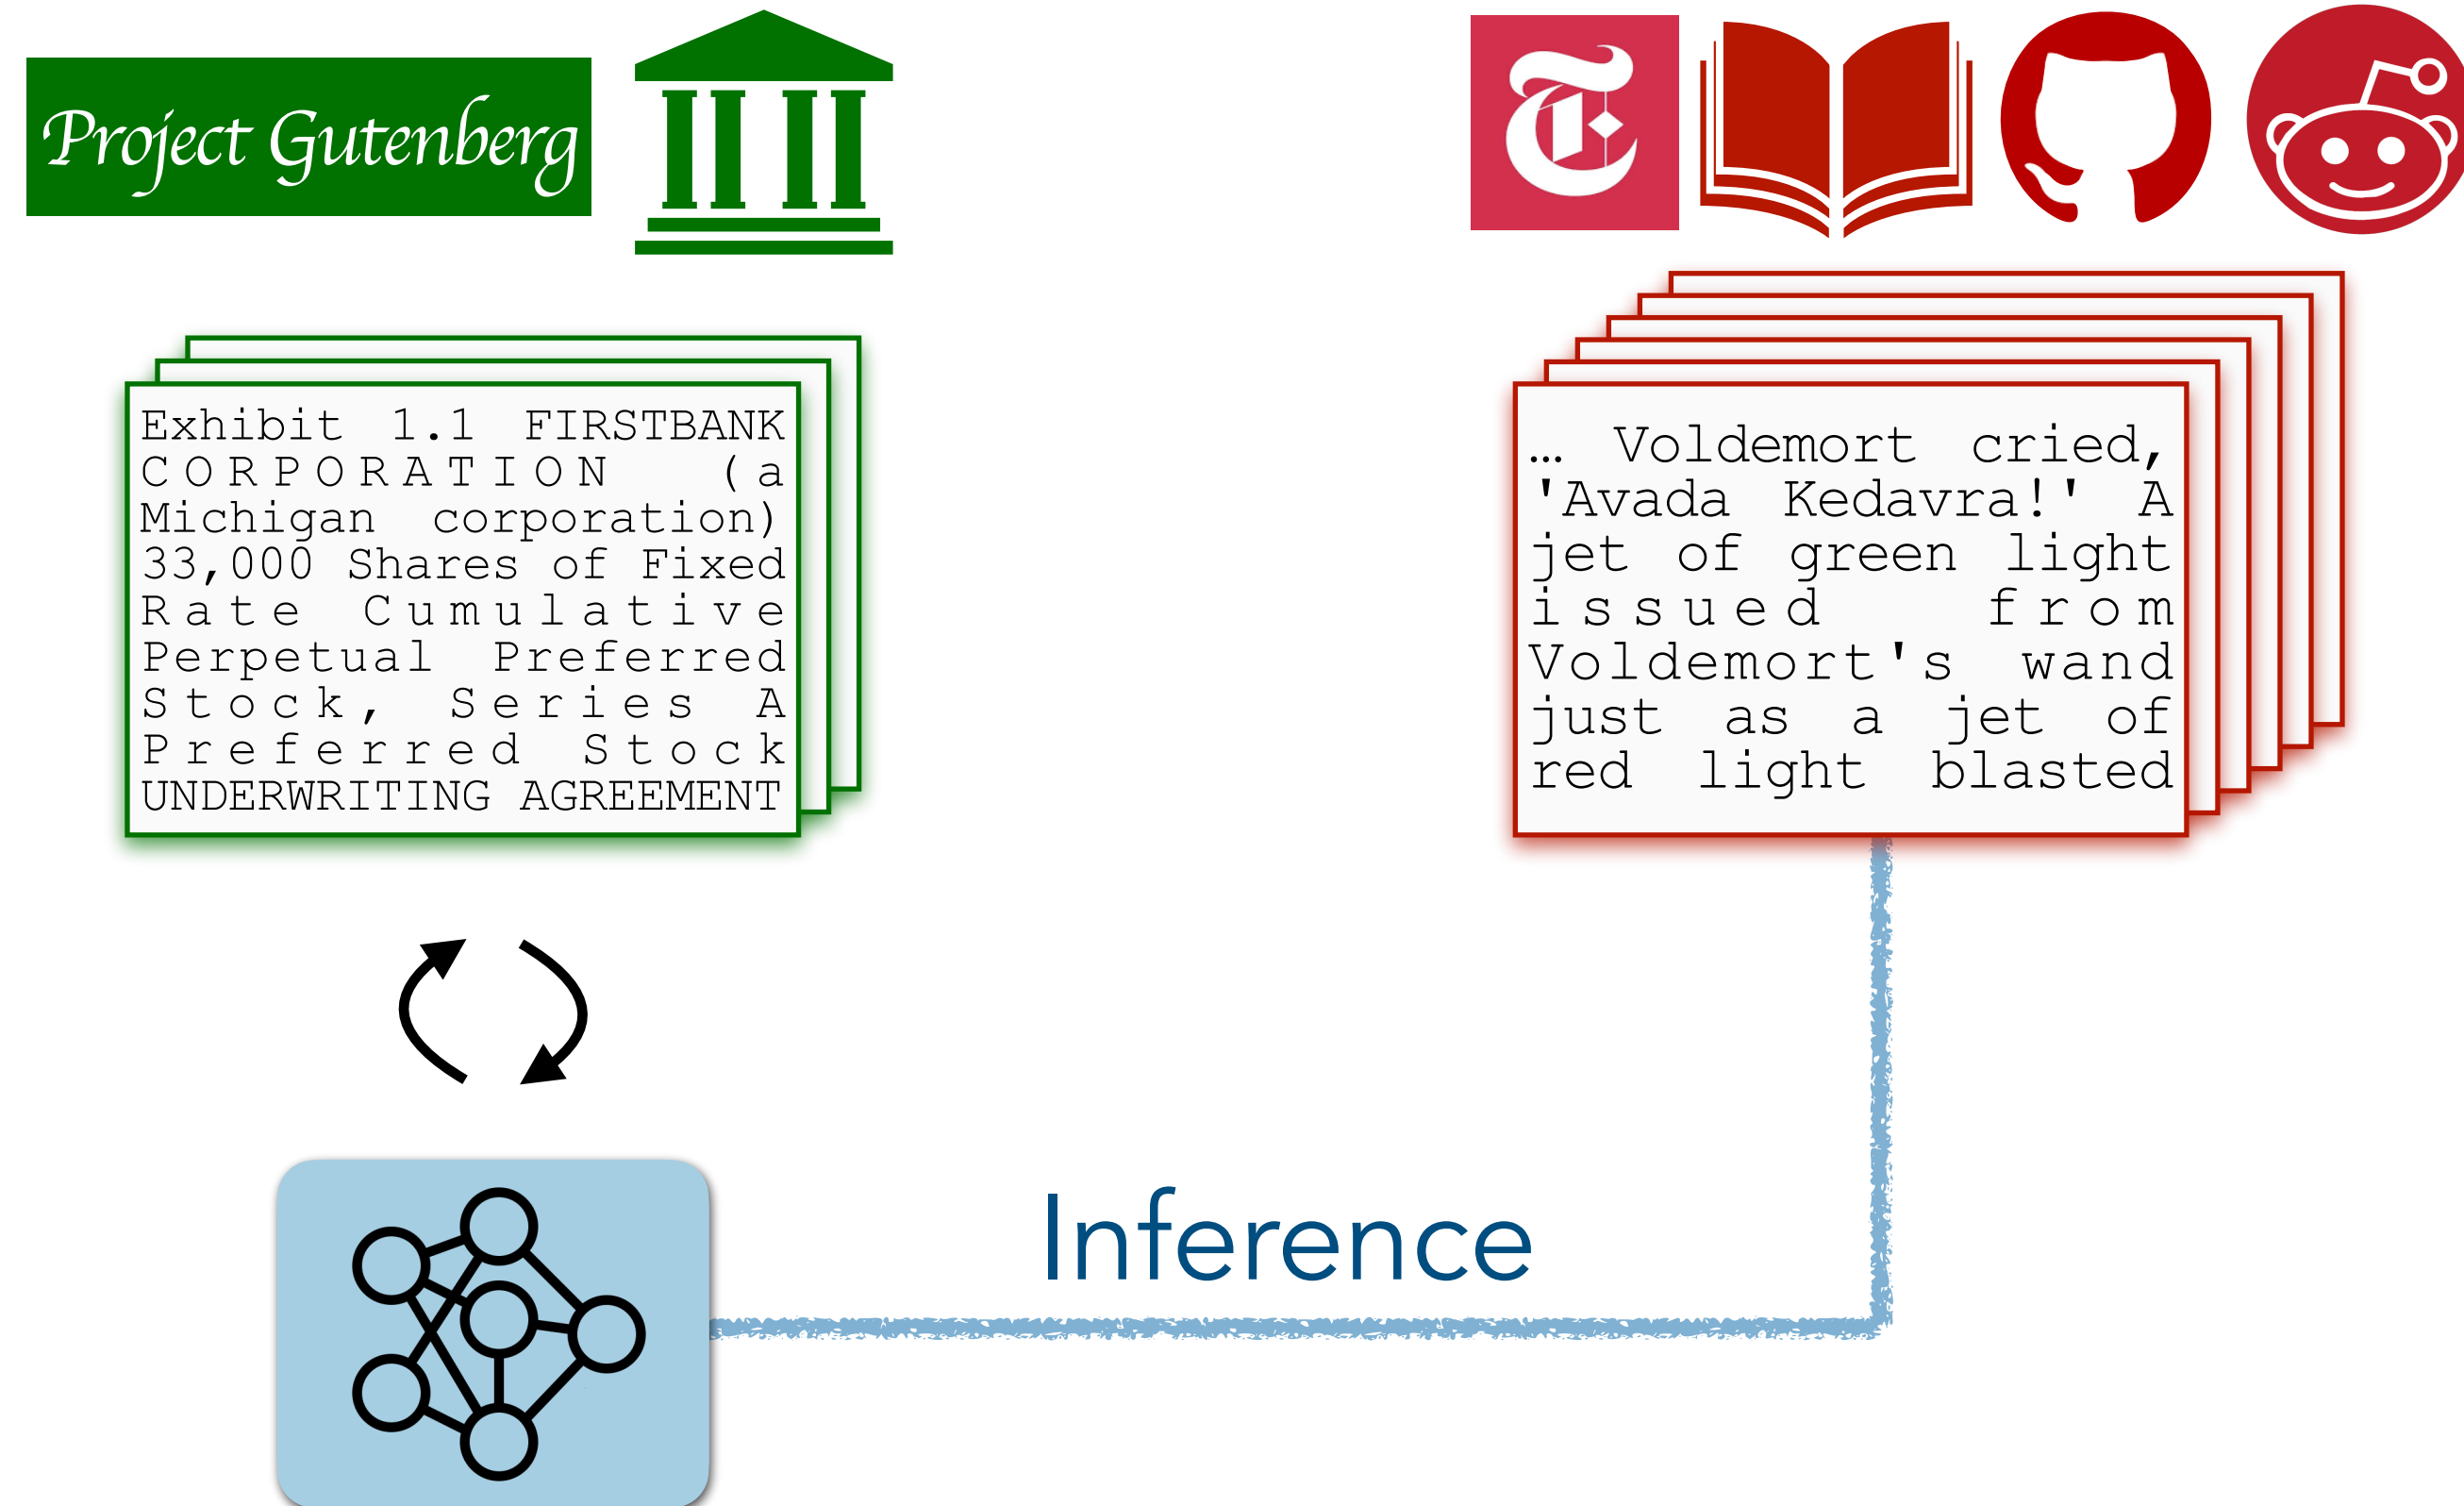 Project Gutenberg
Exhibit 1.1 FIRSTBANK
CORPORATION (a
Michigan corporation)
33,000 Shares of Fixed
Rate Cumulative
Perpetual Preferred
Stock, Series A
Preferred Stock
UNDERWRITING AGREEMENT
T
… Voldemort cried,
'Avada Kedavra!' A
jet of green light
issued from
Voldemort's wand
just as a jet of
red light blasted
Inference